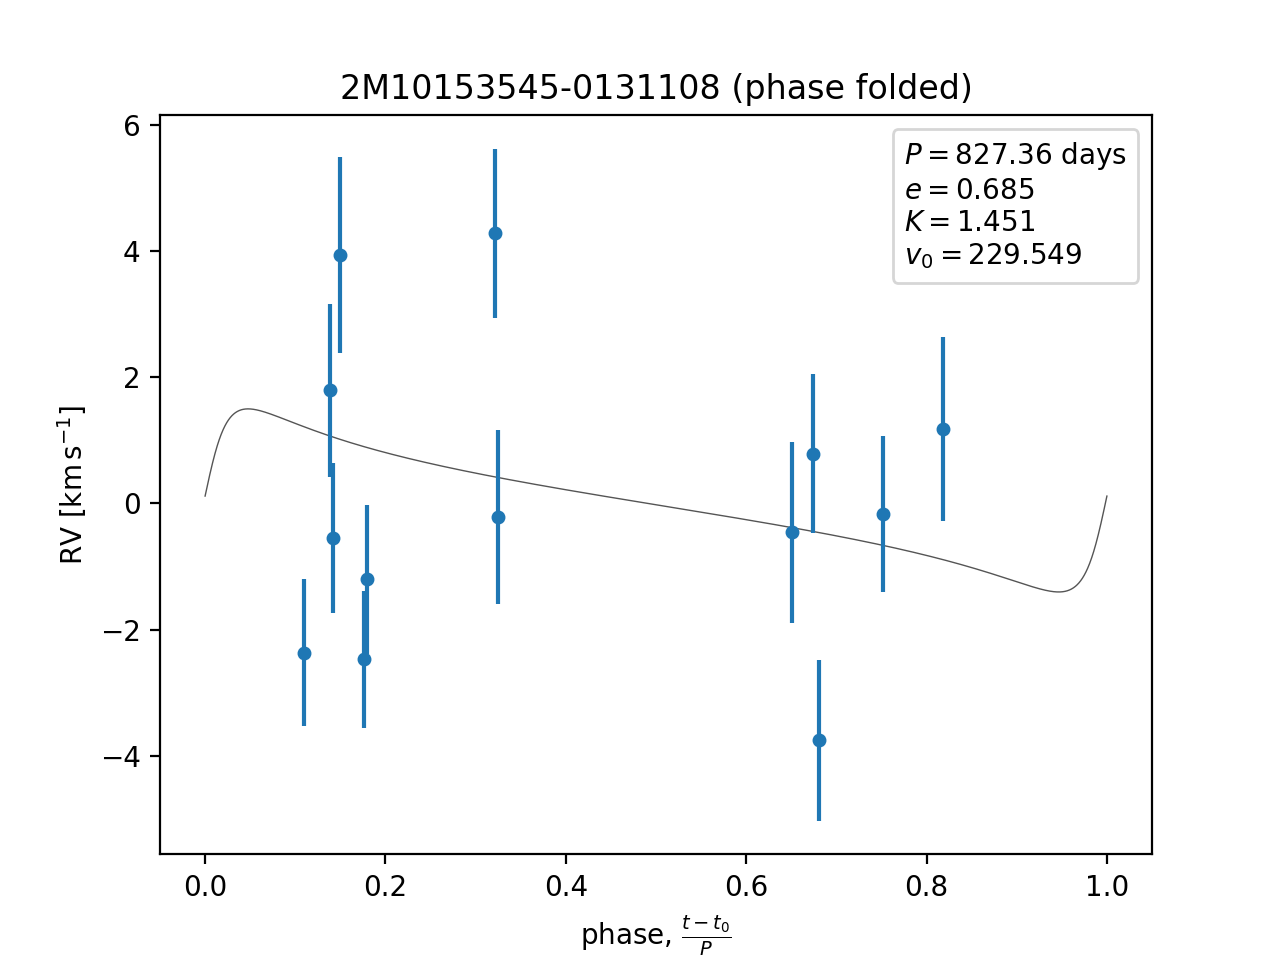 2M10153545-0131108 (phase folded)
P = 827.36 days
e = 0.685
K = 1.451
v₀ = 229.549
RV [km s⁻¹]
6
4
2
0
−2
−4
0.0 0.2 0.4 0.6 0.8 1.0
phase, (t − t₀)/P